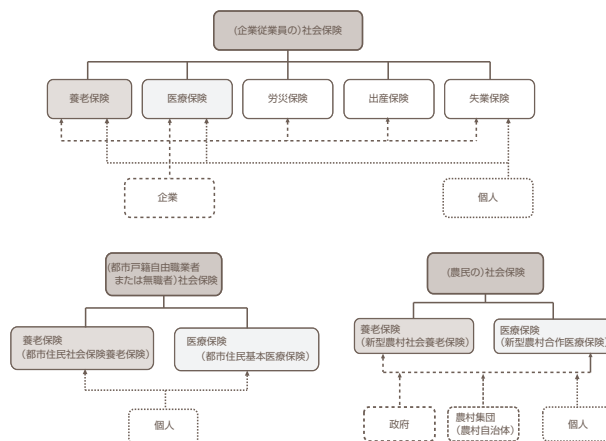 (企業従業員の)社会保険
養老保険
医療保険
労災保険
出産保険
失業保険
企業
個人
(都市戸籍自由職業者
または無職者)社会保険
養老保険
(都市住民社会保険養老保険)
医療保険
(都市住民基本医療保険)
個人
(農民の)社会保険
養老保険
(新型農村社会養老保険)
医療保険
(新型農村合作医療保険)
政府
農村集団
(農村自治体)
個人